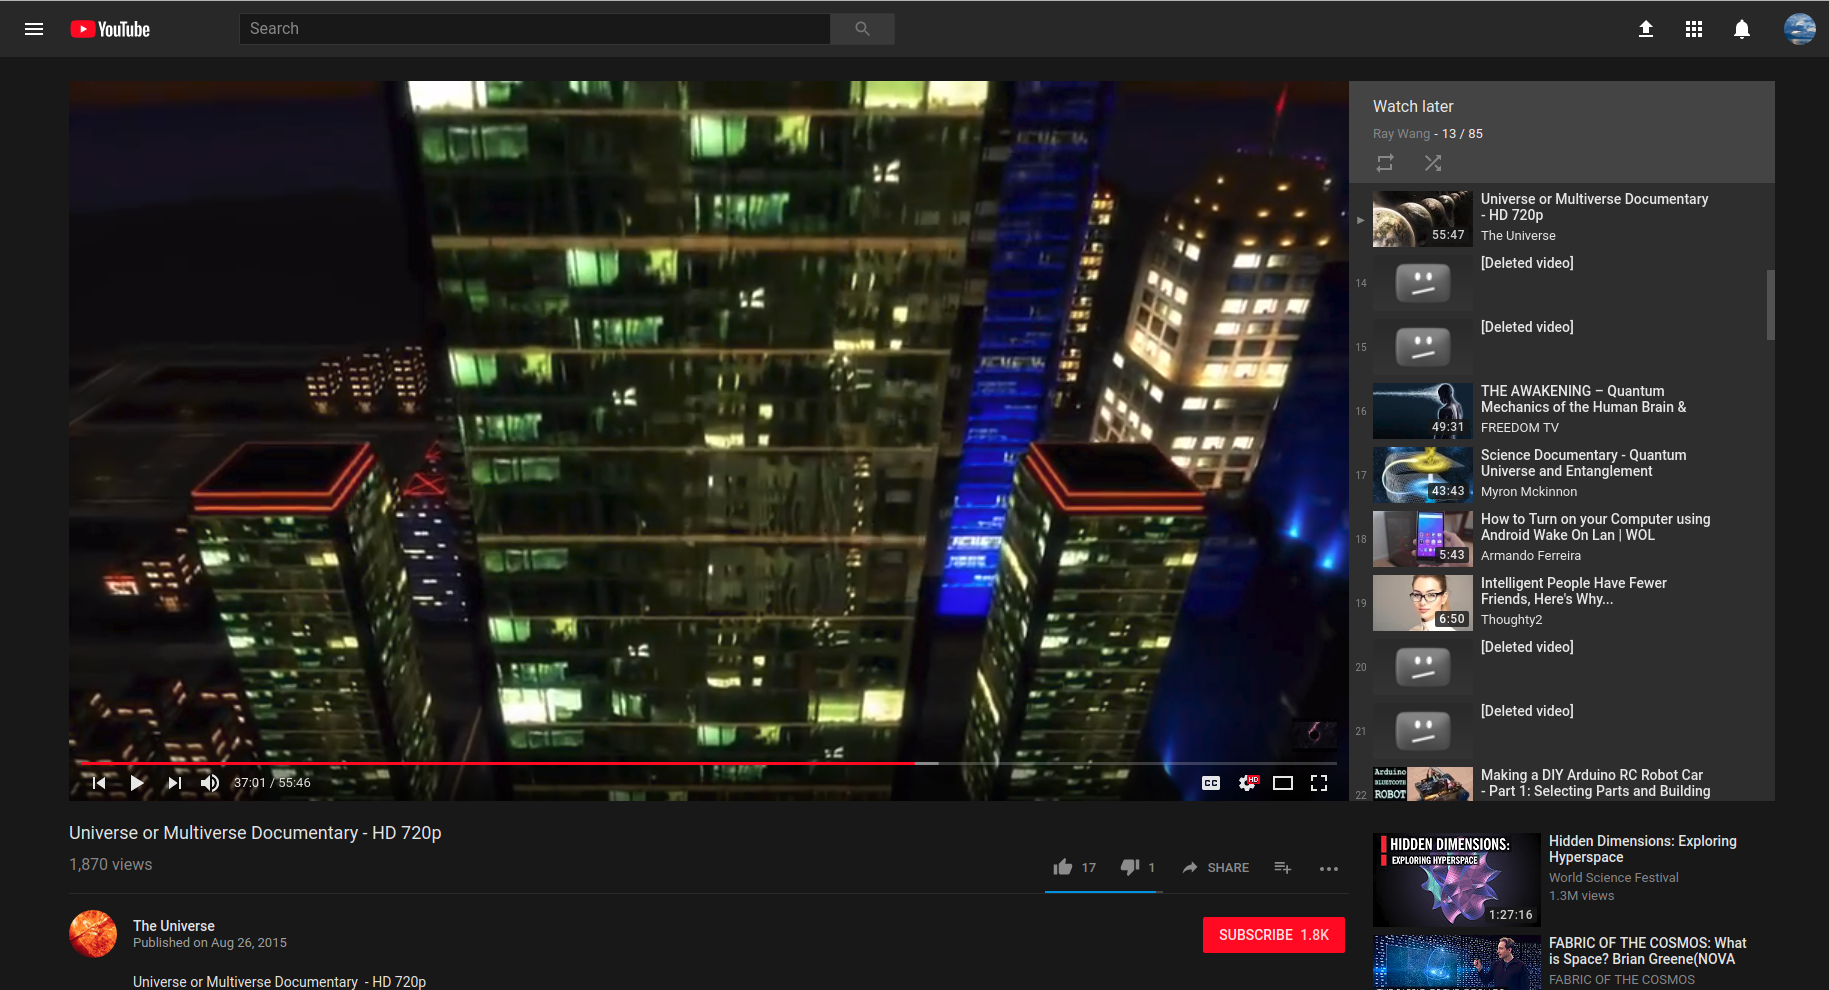 YouTube
Search
Watch later
Ray Wang - 13 / 85
55:47
Universe or Multiverse Documentary
- HD 720p
The Universe
14
[Deleted video]
15
[Deleted video]
16
49:31
THE AWAKENING – Quantum
Mechanics of the Human Brain &
FREEDOM TV
17
43:43
Science Documentary - Quantum
Universe and Entanglement
Myron Mckinnon
18
5:43
How to Turn on your Computer using
Android Wake On Lan | WOL
Armando Ferreira
19
6:50
Intelligent People Have Fewer
Friends, Here's Why...
Thoughty2
20
[Deleted video]
21
[Deleted video]
22
Arduino
BLUETOOTH
ROBOT
Making a DIY Arduino RC Robot Car
- Part 1: Selecting Parts and Building
37:01 / 55:46
CC
HD
Universe or Multiverse Documentary - HD 720p
1,870 views
17
1
SHARE
The Universe
Published on Aug 26, 2015
SUBSCRIBE 1.8K
Universe or Multiverse Documentary - HD 720p
HIDDEN DIMENSIONS:
EXPLORING HYPERSPACE
1:27:16
Hidden Dimensions: Exploring
Hyperspace
World Science Festival
1.3M views
FABRIC OF THE COSMOS: What
is Space? Brian Greene(NOVA
FABRIC OF THE COSMOS